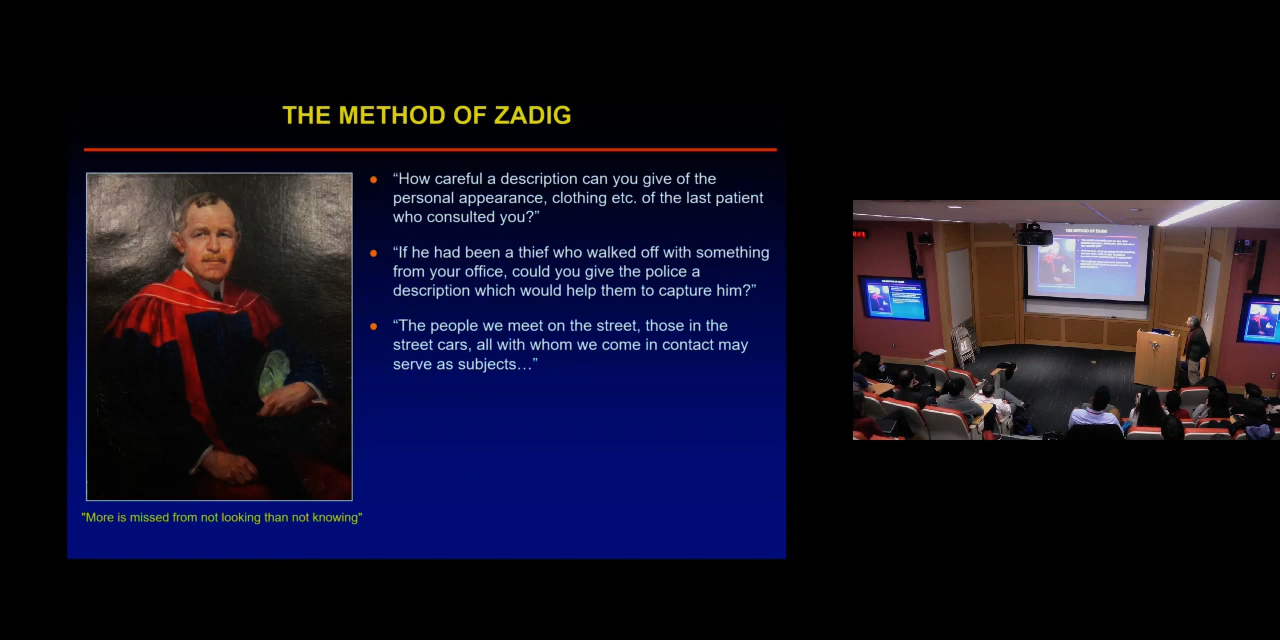 THE METHOD OF ZADIG
“How careful a description can you give of the
personal appearance, clothing etc. of the last patient
who consulted you?”
“If he had been a thief who walked off with something
from your office, could you give the police a
description which would help them to capture him?”
“The people we meet on the street, those in the
street cars, all with whom we come in contact may
serve as subjects…”
"More is missed from not looking than not knowing"
THE METHOD OF ZADIG